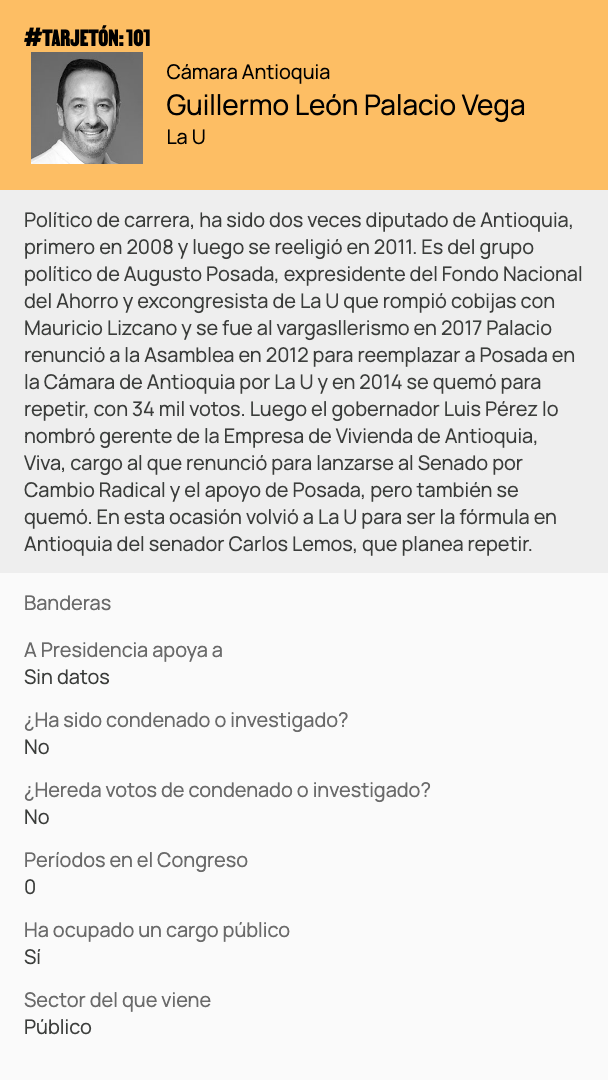 #TARJETÓN: 101
Cámara Antioquia
Guillermo León Palacio Vega
La U
Político de carrera, ha sido dos veces diputado de Antioquia,
primero en 2008 y luego se reeligió en 2011. Es del grupo
político de Augusto Posada, expresidente del Fondo Nacional
del Ahorro y excongresista de La U que rompió cobijas con
Mauricio Lizcano y se fue al vargasllerismo en 2017 Palacio
renunció a la Asamblea en 2012 para reemplazar a Posada en
la Cámara de Antioquia por La U y en 2014 se quemó para
repetir, con 34 mil votos. Luego el gobernador Luis Pérez lo
nombró gerente de la Empresa de Vivienda de Antioquia,
Viva, cargo al que renunció para lanzarse al Senado por
Cambio Radical y el apoyo de Posada, pero también se
quemó. En esta ocasión volvió a La U para ser la fórmula en
Antioquia del senador Carlos Lemos, que planea repetir.
Banderas
A Presidencia apoya a
Sin datos
¿Ha sido condenado o investigado?
No
¿Hereda votos de condenado o investigado?
No
Períodos en el Congreso
0
Ha ocupado un cargo público
Sí
Sector del que viene
Público